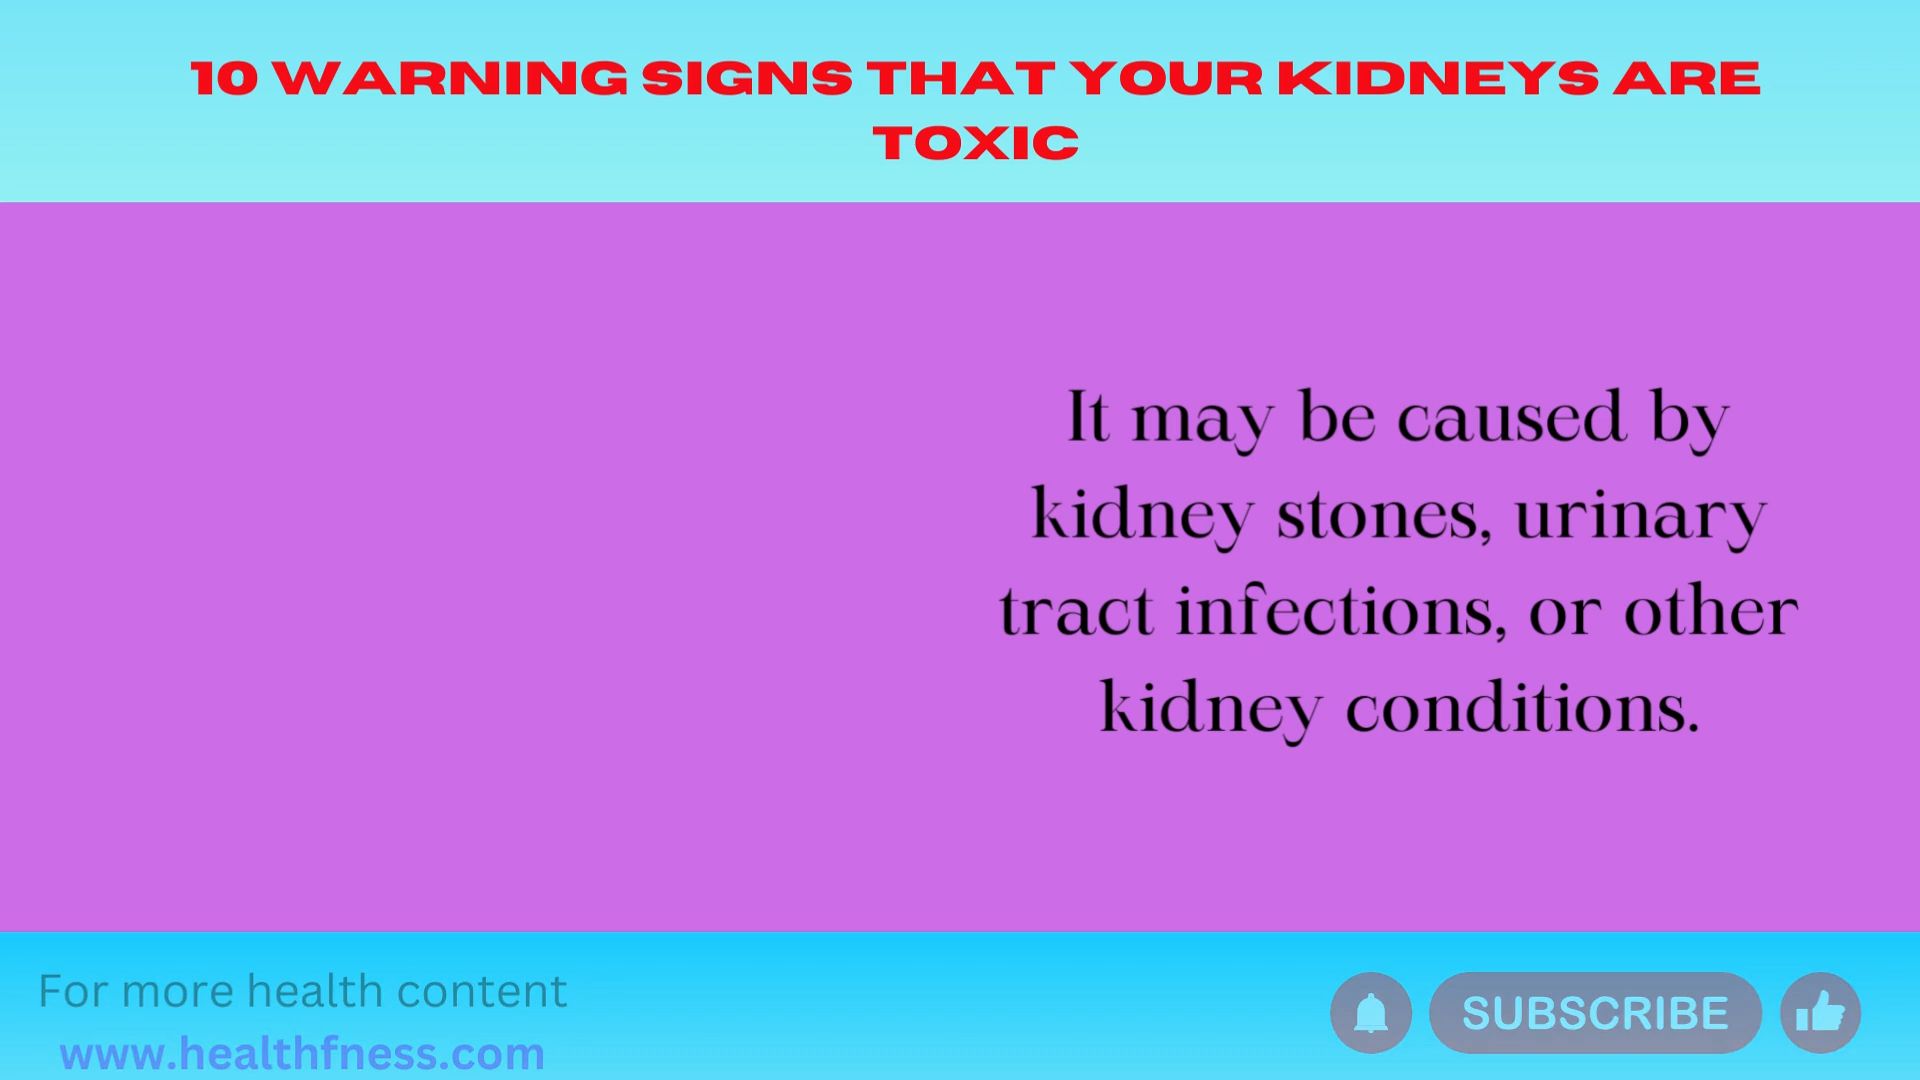 10 WARNING SIGNS THAT YOUR KIDNEYS ARE
TOXIC
It may be caused by
kidney stones, urinary
tract infections, or other
kidney conditions.
For more health content
www.healthfness.com
SUBSCRIBE